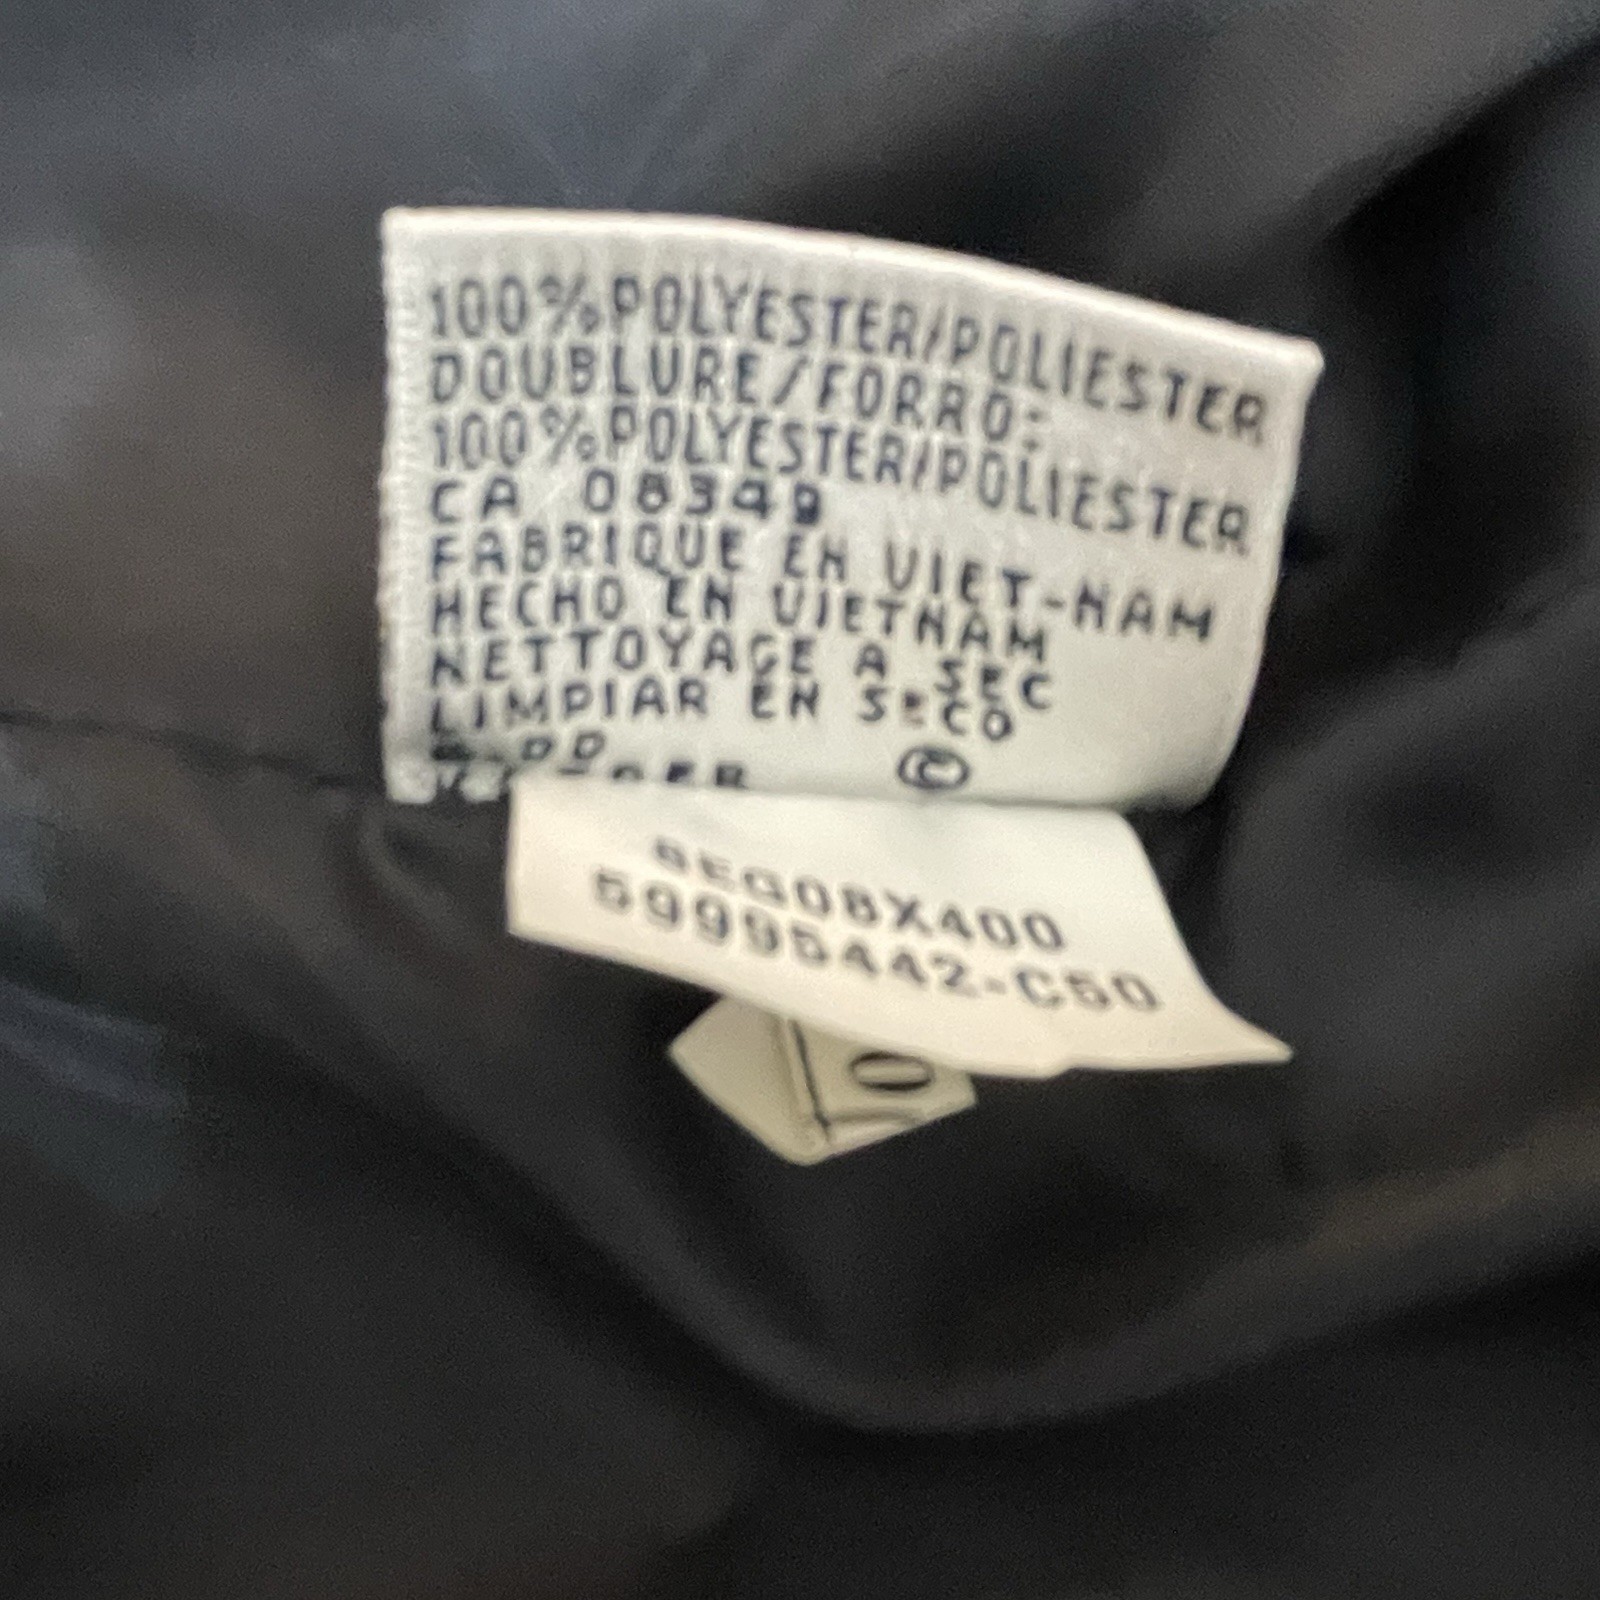 100%POLYESTER/POLIESTER
DOUBLURE/FORRO:
100%POLYESTER/POLIESTER
CA 08349
FABRIQUE EN VIET-NAM
HECHO EN VIETNAM
NETTOYAGE A SEC
LIMPIAR EN SECO
©
59995442-C50
0